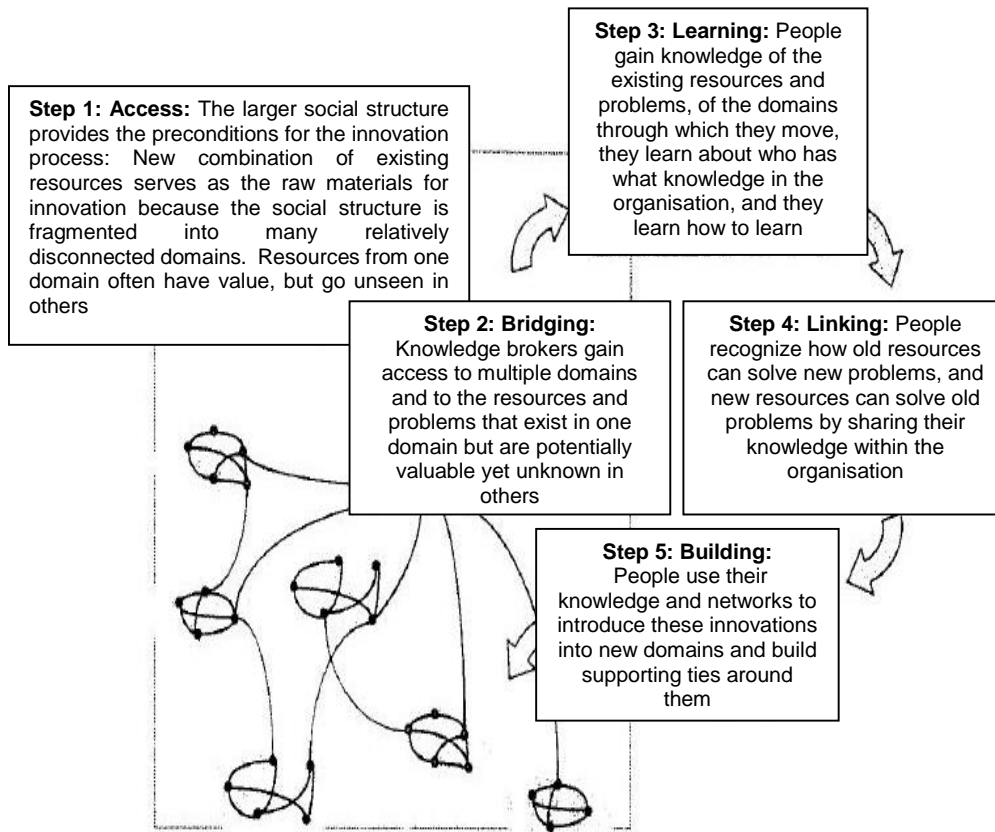 Step 1: Access: The larger social structure
provides the preconditions for the innovation
process: New combination of existing
resources serves as the raw materials for
innovation because the social structure is
fragmented into many relatively
disconnected domains. Resources from one
domain often have value, but go unseen in
others
Step 2: Bridging:
Knowledge brokers gain
access to multiple domains
and to the resources and
problems that exist in one
domain but are potentially
valuable yet unknown in
others
Step 3: Learning: People
gain knowledge of the
existing resources and
problems, of the domains
through which they move,
they learn about who has
what knowledge in the
organisation, and they
learn how to learn
Step 4: Linking: People
recognize how old resources
can solve new problems, and
new resources can solve old
problems by sharing their
knowledge within the
organisation
Step 5: Building:
People use their
knowledge and networks to
introduce these innovations
into new domains and build
supporting ties around
them